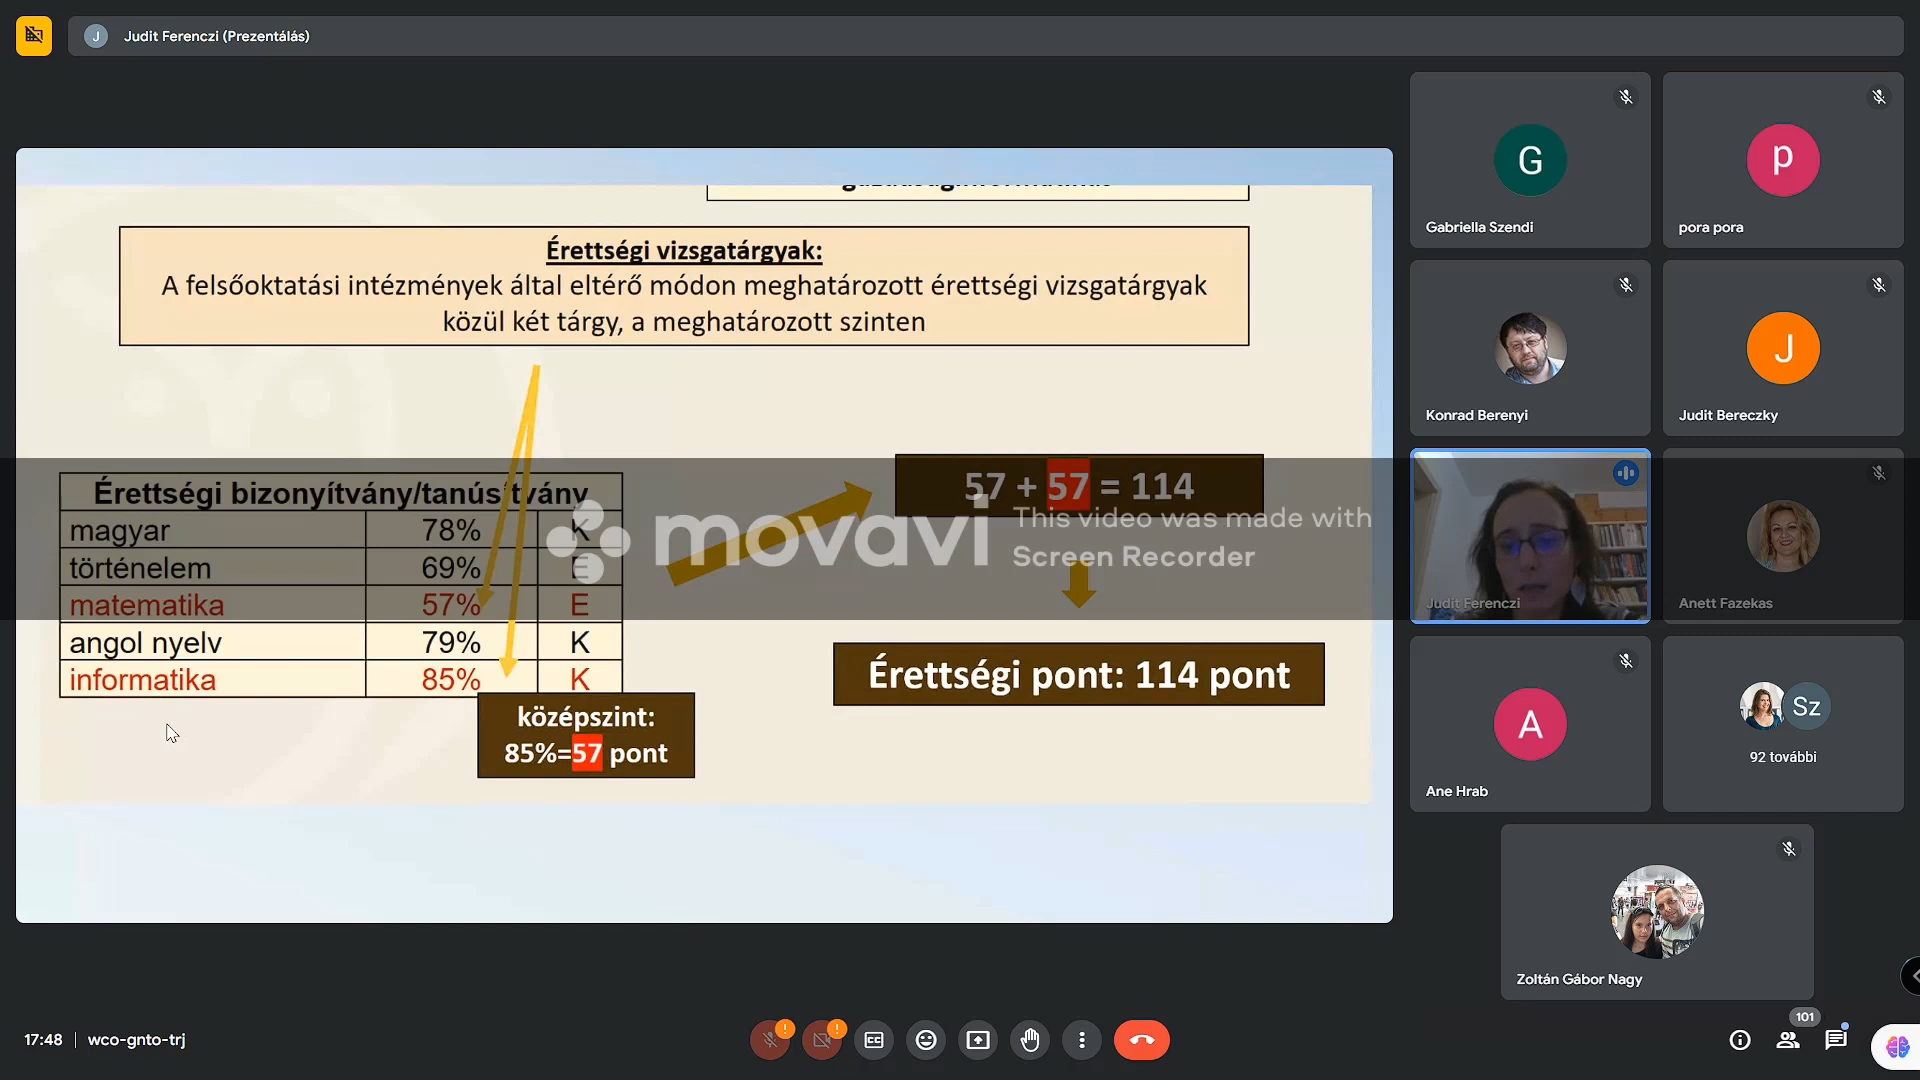 J Judit Ferenczi (Prezentálás)
gazdaságinformatikus
Érettségi vizsgatárgyak:
A felsőoktatási intézmények által eltérő módon meghatározott érettségi vizsgatárgyak
közül két tárgy, a meghatározott szinten
Érettségi bizonyítvány/tanúsítvány
magyar 78% K
történelem 69% E
matematika 57% E
angol nyelv 79% K
informatika 85% K
középszint:
85%=57 pont
57 + 57 = 114
Érettségi pont: 114 pont
movavi
This video was made with
Screen Recorder
G
Gabriella Szendi
p
pora pora
Konrad Berenyi
J
Judit Bereczky
Judit Ferenczi
Anett Fazekas
A
Ane Hrab
Sz
92 további
Zoltán Gábor Nagy
17:48 | wco-gnto-trj
101